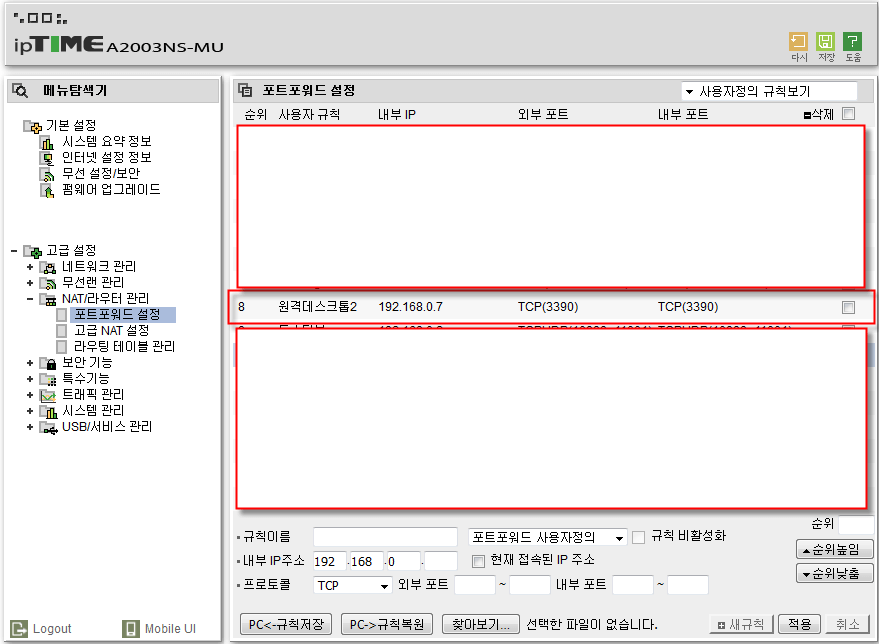 ipTIME A2003NS-MU
다시 저장 도움
메뉴탐색기
기본 설정
시스템 요약 정보
인터넷 설정 정보
무선 설정/보안
펌웨어 업그레이드
고급 설정
네트워크 관리
무선랜 관리
NAT/라우터 관리
포트포워드 설정
고급 NAT 설정
라우팅 테이블 관리
보안 기능
특수기능
트래픽 관리
시스템 관리
USB/서비스 관리
Logout Mobile UI
포트포워드 설정 사용자정의 규칙보기
순위 사용자 규칙 내부 IP 외부 포트 내부 포트 삭제
8 원격데스크톱2 192.168.0.7 TCP(3390) TCP(3390)
순위
규칙이름 포트포워드 사용자정의 규칙 비활성화
순위높임
내부 IP주소 192 .168 .0 . 현재 접속된 IP 주소
순위낮춤
프로토콜 TCP 외부 포트 ~ 내부 포트 ~
PC<-규칙저장 PC->규칙복원 찾아보기... 선택한 파일이 없습니다. 새규칙 적용 취소